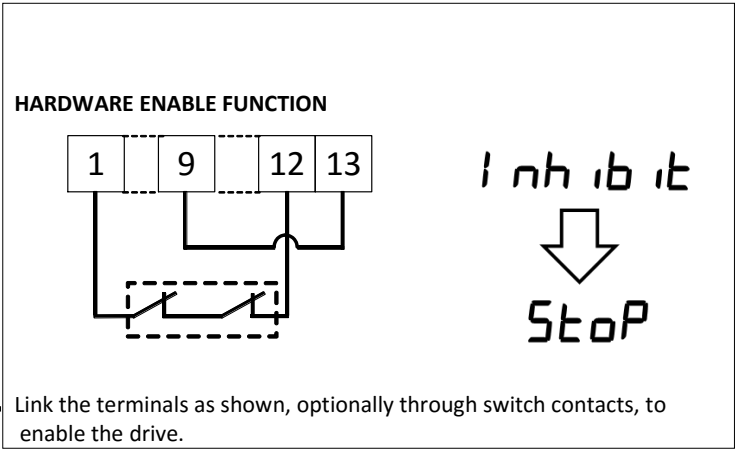 HARDWARE ENABLE FUNCTION
1 9 12 13
Inhibit
StoP
Link the terminals as shown, optionally through switch contacts, to
enable the drive.